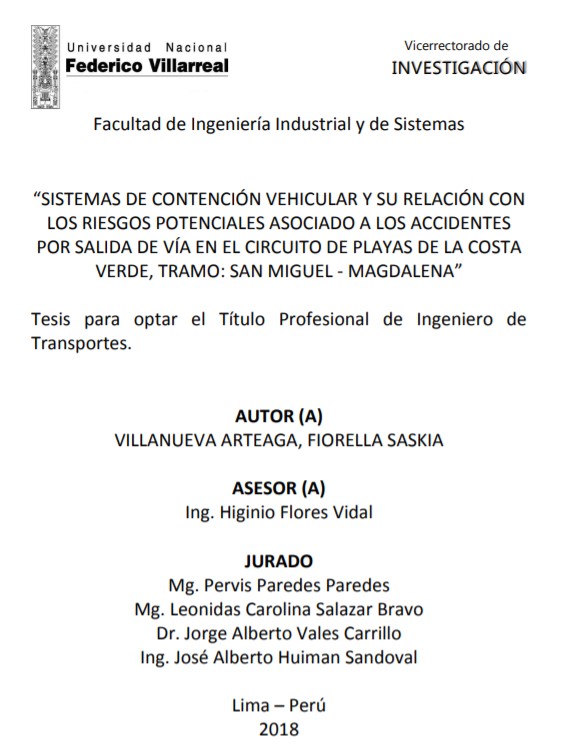 Universidad Nacional
Federico Villarreal
Vicerrectorado de
INVESTIGACIÓN
Facultad de Ingeniería Industrial y de Sistemas
“SISTEMAS DE CONTENCIÓN VEHICULAR Y SU RELACIÓN CON
LOS RIESGOS POTENCIALES ASOCIADO A LOS ACCIDENTES
POR SALIDA DE VÍA EN EL CIRCUITO DE PLAYAS DE LA COSTA
VERDE, TRAMO: SAN MIGUEL - MAGDALENA”
Tesis para optar el Título Profesional de Ingeniero de
Transportes.
AUTOR (A)
VILLANUEVA ARTEAGA, FIORELLA SASKIA
ASESOR (A)
Ing. Higinio Flores Vidal
JURADO
Mg. Pervis Paredes Paredes
Mg. Leonidas Carolina Salazar Bravo
Dr. Jorge Alberto Vales Carrillo
Ing. José Alberto Huiman Sandoval
Lima – Perú
2018